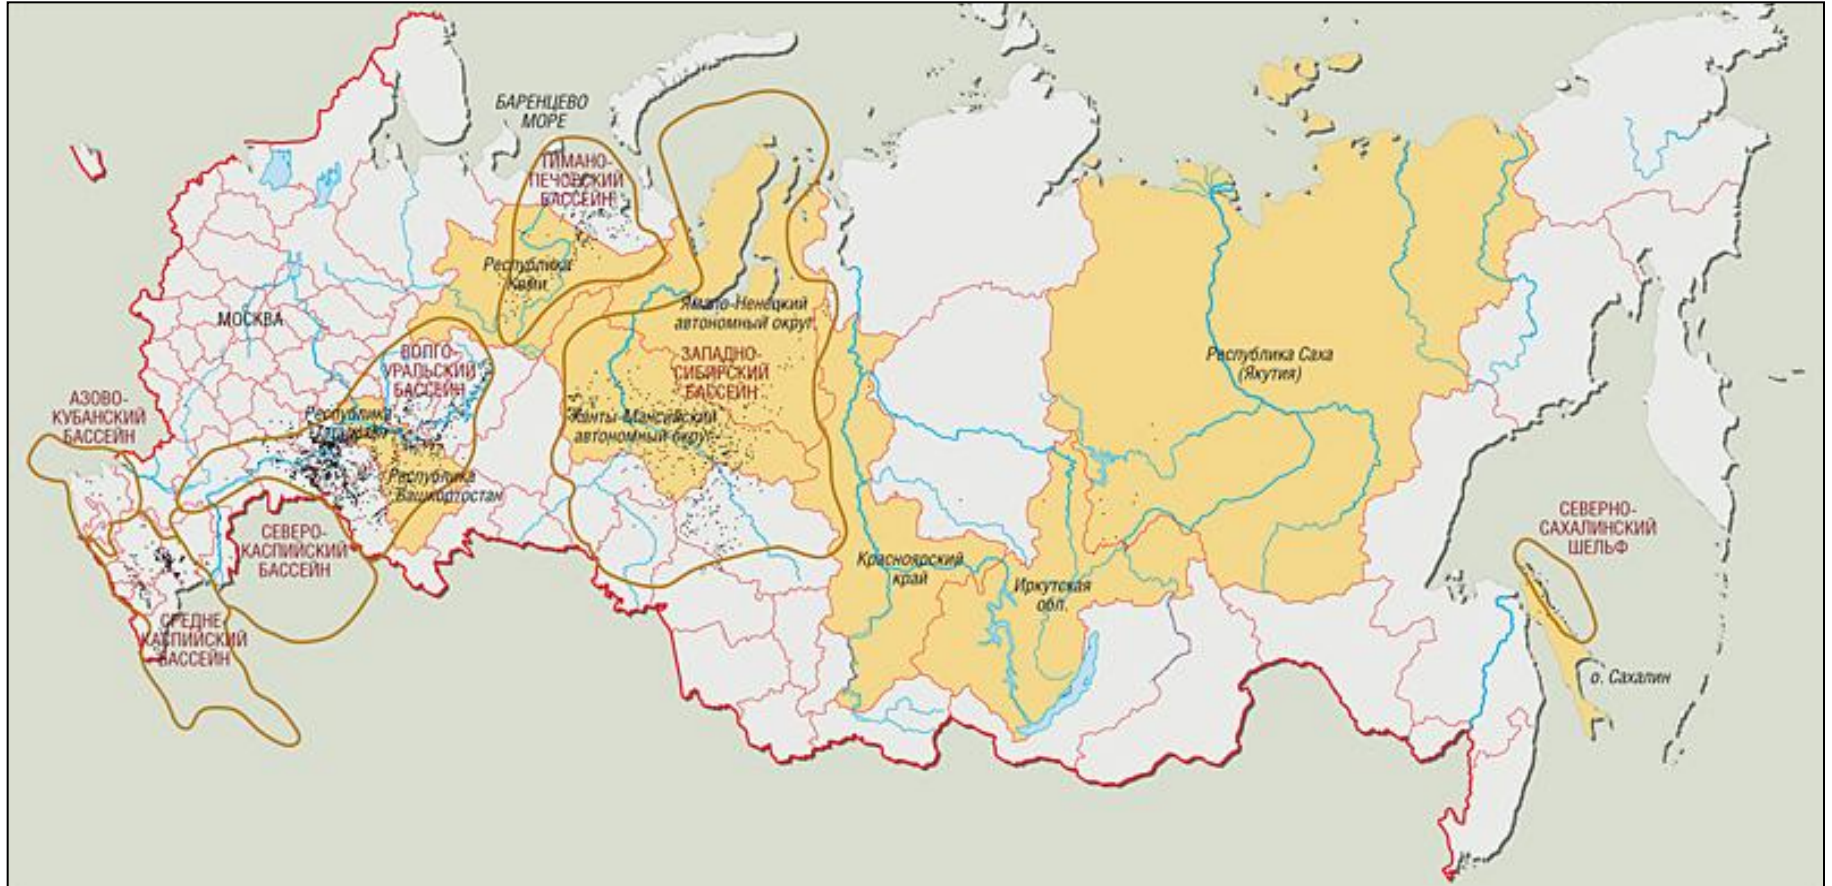 БАРЕНЦЕВО
МОРЕ
ТИМАНО-
ПЕЧОРСКИЙ
БАССЕЙН
Республика
Коми
МОСКВА
Ямало-Ненецкий
автономный округ
ВОЛГО-
УРАЛЬСКИЙ
БАССЕЙН
ЗАПАДНО-
СИБИРСКИЙ
БАССЕЙН
Республика Саха
(Якутия)
АЗОВО-
КУБАНСКИЙ
БАССЕЙН
Республика
Ханты-Мансийский
автономный округ
Республика
Башкортостан
СЕВЕРО-
КАСПИЙСКИЙ
БАССЕЙН
СЕВЕРНО-
САХАЛИНСКИЙ
ШЕЛЬФ
Красноярский
край
Иркутская
обл.
СРЕДНЕ-
КАСПИЙСКИЙ
БАССЕЙН
о. Сахалин